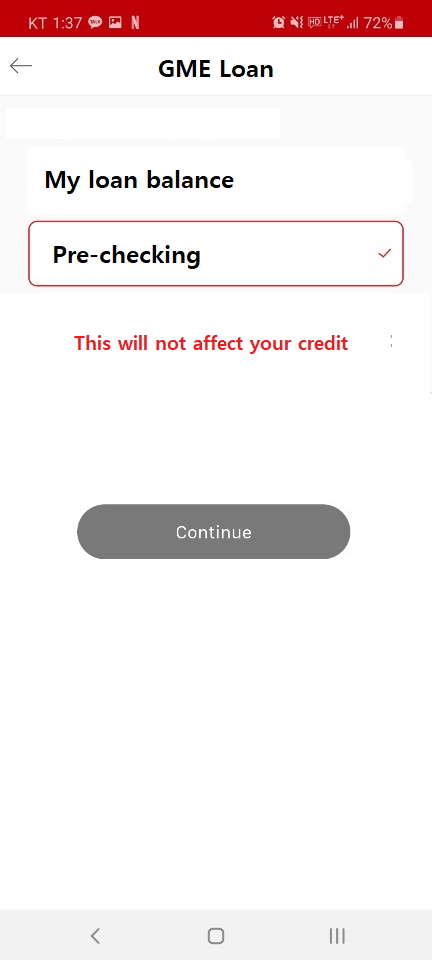 KT 1:37 72%
GME Loan
My loan balance
Pre-checking
This will not affect your credit
Continue